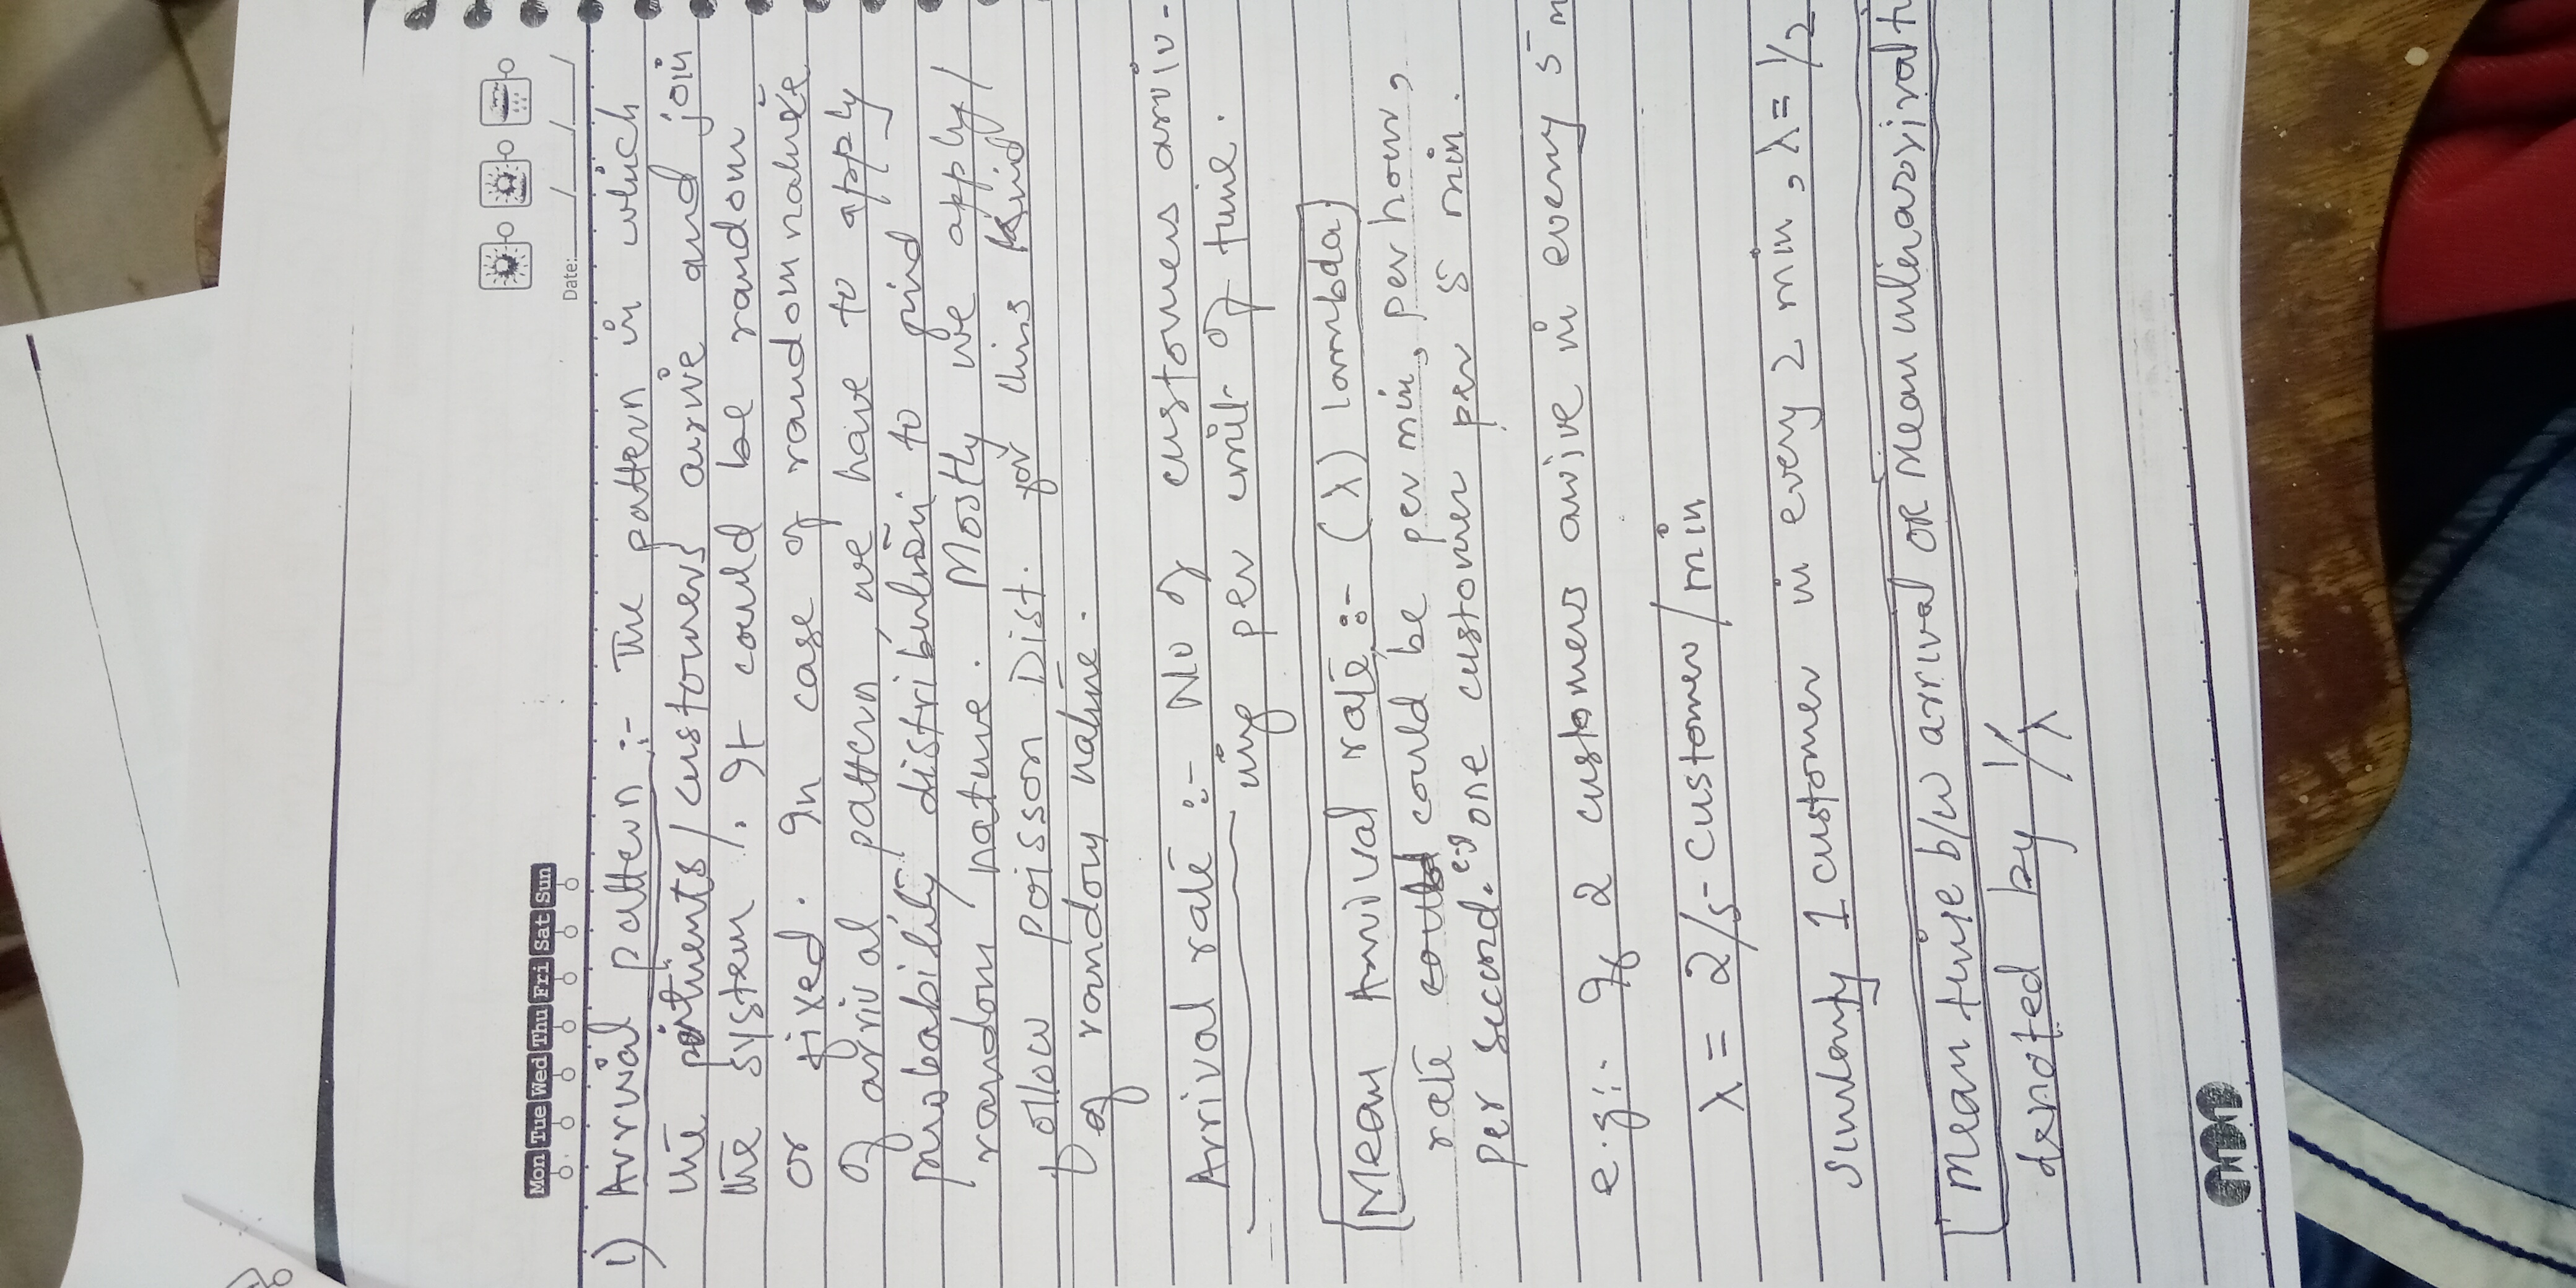 Mon Tue Wed Thu Fri Sat Sun
Date: / / /
1) Arrival pattern :- The pattern in which
the patients / customers arrive and join
the system . It could be random
or fixed. In case of random nature
of arrival pattern, we have to apply
probability distribution to find
random nature. Mostly we apply/
follow Poisson Dist. for this kind
of random nature.
Arrival rate :- No of customers arriv-
ing per unit of time.
Mean Arrival rate :- (λ) lambda
rate could could be per min, per hour,
per second. e.g one customer per 5 min.
e.g:- If 2 customers arrive in every 5 m
λ = 2/5 customer/min
Similarly 1 customer in every 2 min, λ = 1/2
Mean time b/w arrival OR Mean interarrival ti
denoted by 1/λ